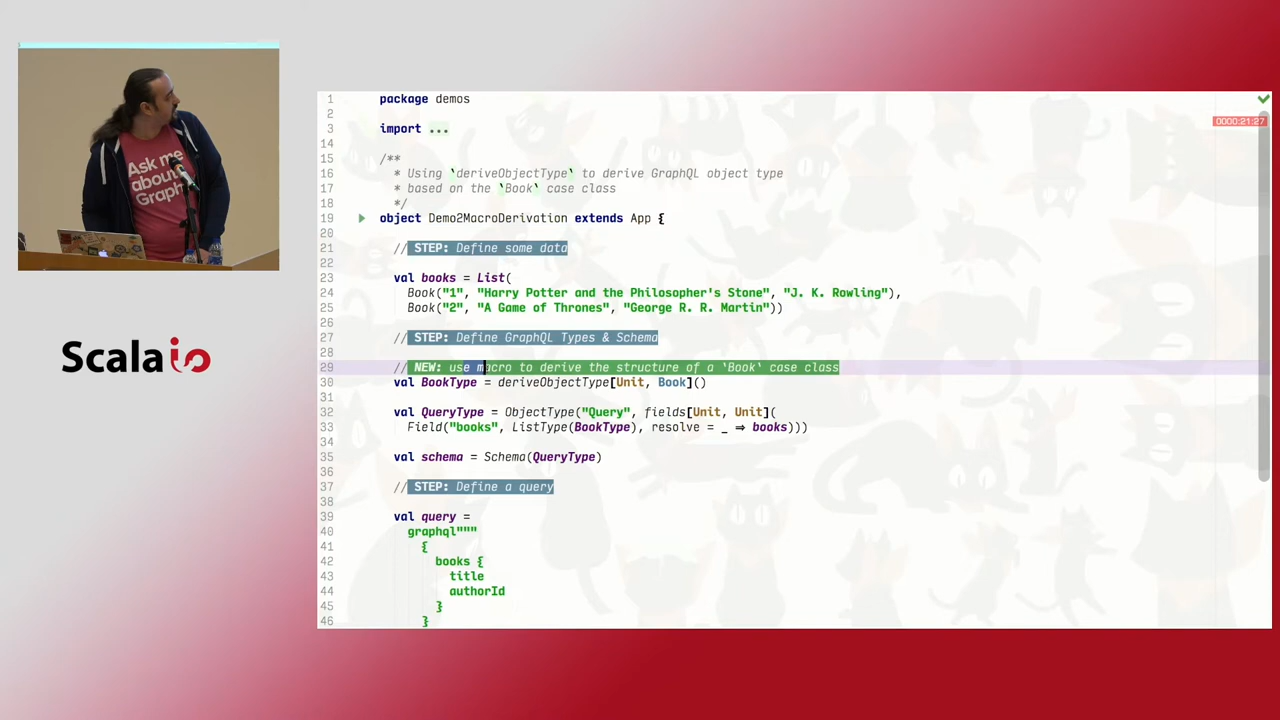 Ask me
about
Graph
Scala
1 package demos
2
3 import ...
14
15 /**
16 * Using `deriveObjectType` to derive GraphQL object type
17 * based on the `Book` case class
18 */
19 object Demo2MacroDerivation extends App {
20
21 // STEP: Define some data
22
23 val books = List(
24 Book("1", "Harry Potter and the Philosopher's Stone", "J. K. Rowling"),
25 Book("2", "A Game of Thrones", "George R. R. Martin"))
26
27 // STEP: Define GraphQL Types & Schema
28
29 // NEW: use macro to derive the structure of a `Book` case class
30 val BookType = deriveObjectType[Unit, Book]()
31
32 val QueryType = ObjectType("Query", fields[Unit, Unit](
33 Field("books", ListType(BookType), resolve = _ ⇒ books)))
34
35 val schema = Schema(QueryType)
36
37 // STEP: Define a query
38
39 val query =
40 graphql"""
41 {
42 books {
43 title
44 authorId
45 }
46 }
0000:21:27